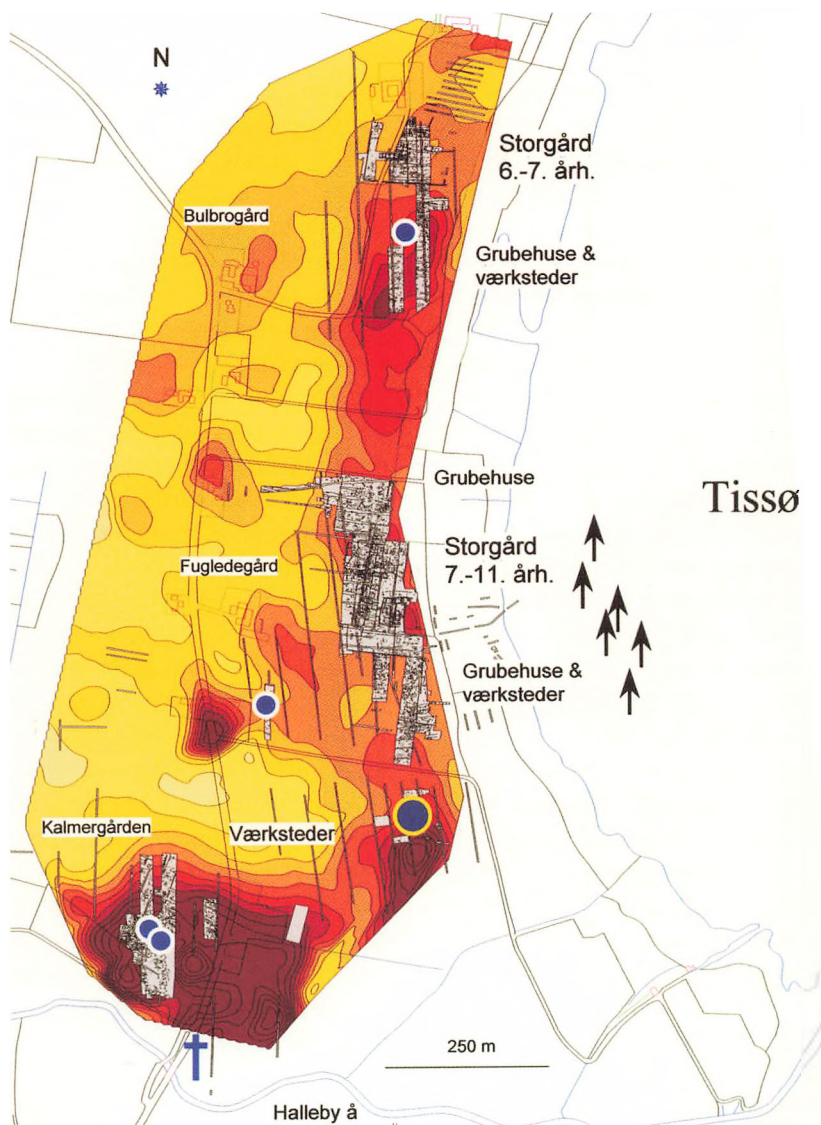 N
Storgård
6.-7. årh.
Bulbrogård
Grubehuse &
værksteder
Grubehuse
Tissø
Storgård
7.-11. årh.
Fugledegård
Grubehuse &
værksteder
Kalmergården
Værksteder
250 m
Halleby å